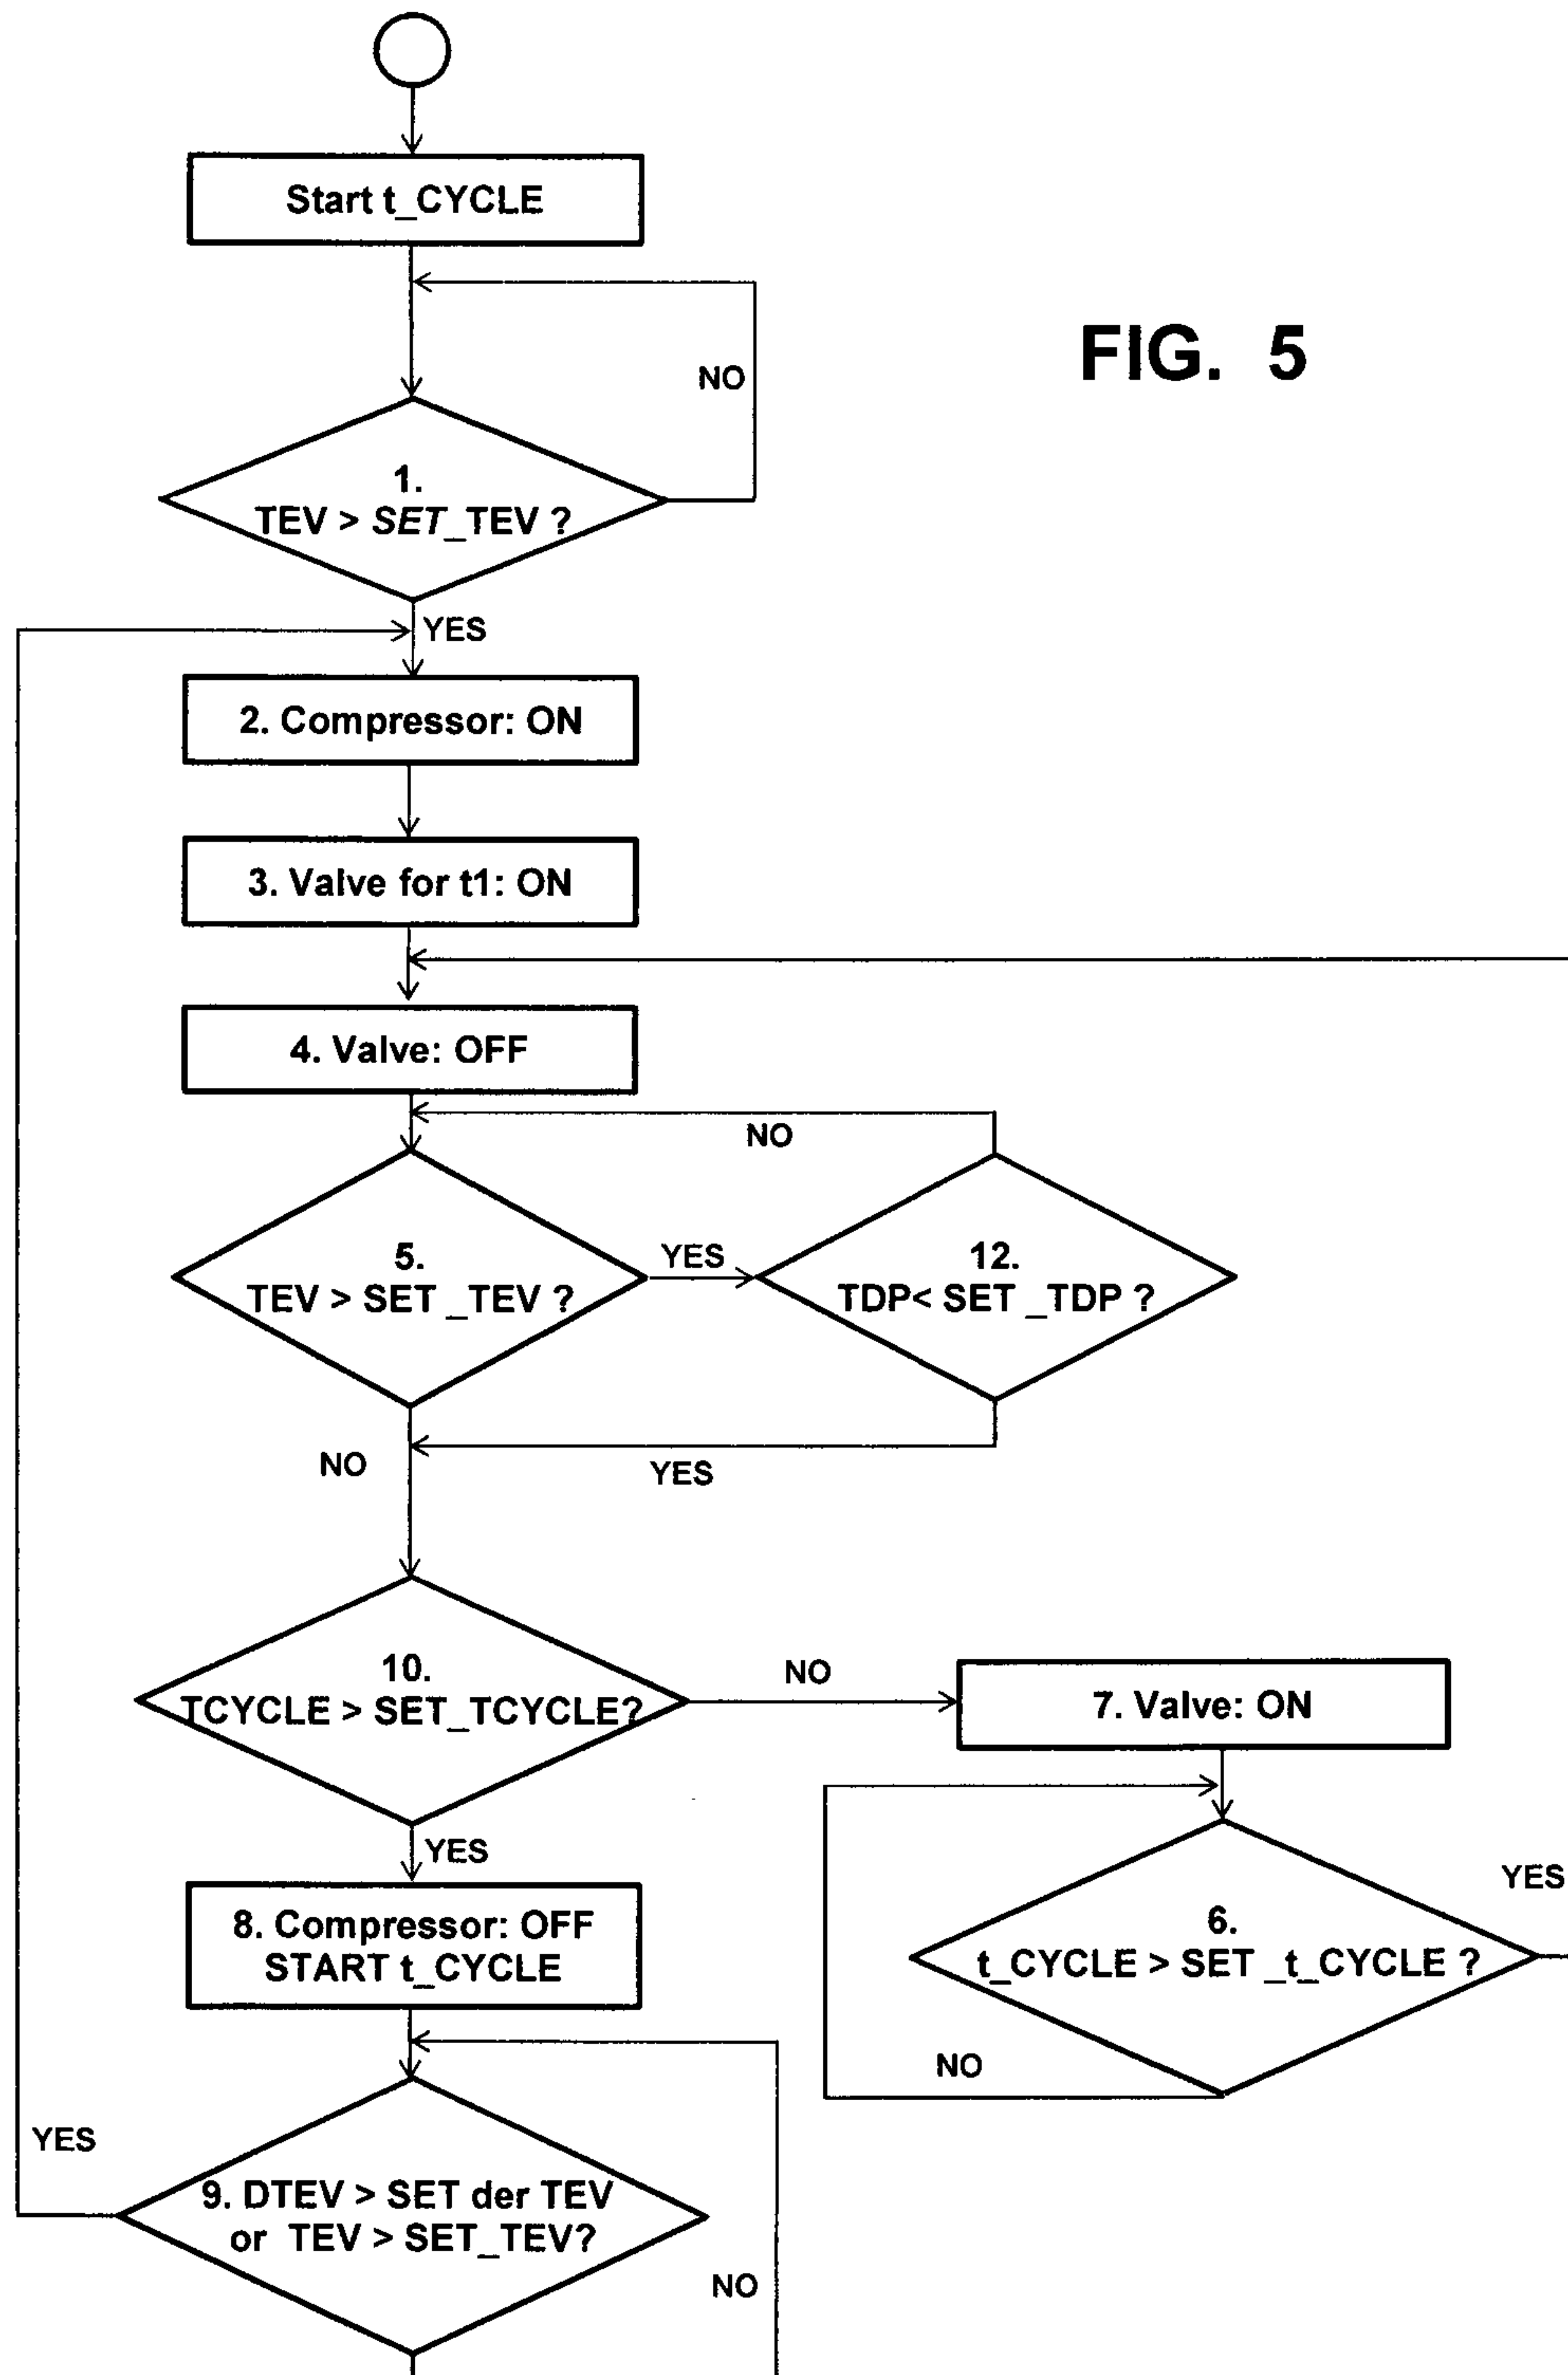 Start t_CYCLE
FIG. 5
NO
1.
TEV > SET_TEV ?
YES
2. Compressor: ON
3. Valve for t1: ON
4. Valve: OFF
NO
5.
TEV > SET _TEV ?
YES
12.
TDP< SET _TDP ?
NO
YES
10.
TCYCLE > SET_TCYCLE?
NO
7. Valve: ON
YES
8. Compressor: OFF
START t_CYCLE
YES
6.
t_CYCLE > SET _t_CYCLE ?
NO
YES
9. DTEV > SET der TEV
or TEV > SET_TEV?
NO